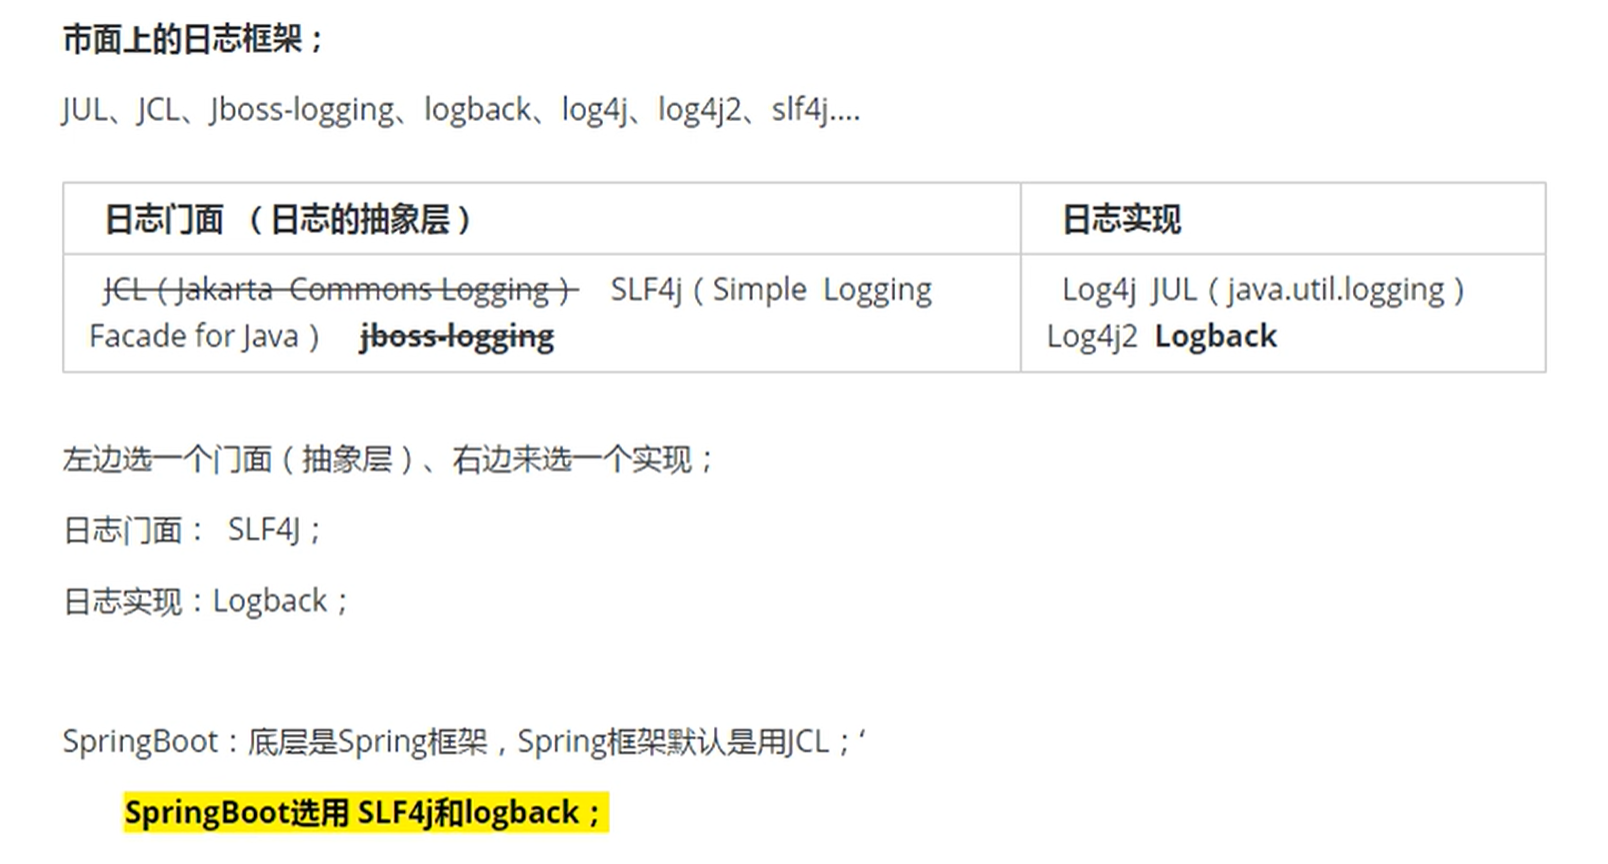 市面上的日志框架；
JUL、JCL、Jboss-logging、logback、log4j、log4j2、slf4j....
日志门面 （日志的抽象层）
日志实现
JCL（Jakarta Commons Logging） SLF4j（Simple Logging
Facade for Java） jboss-logging
Log4j JUL（java.util.logging）
Log4j2 Logback
左边选一个门面（抽象层）、右边来选一个实现；
日志门面： SLF4J；
日志实现：Logback；
SpringBoot：底层是Spring框架，Spring框架默认是用JCL；‘
SpringBoot选用 SLF4j和logback；